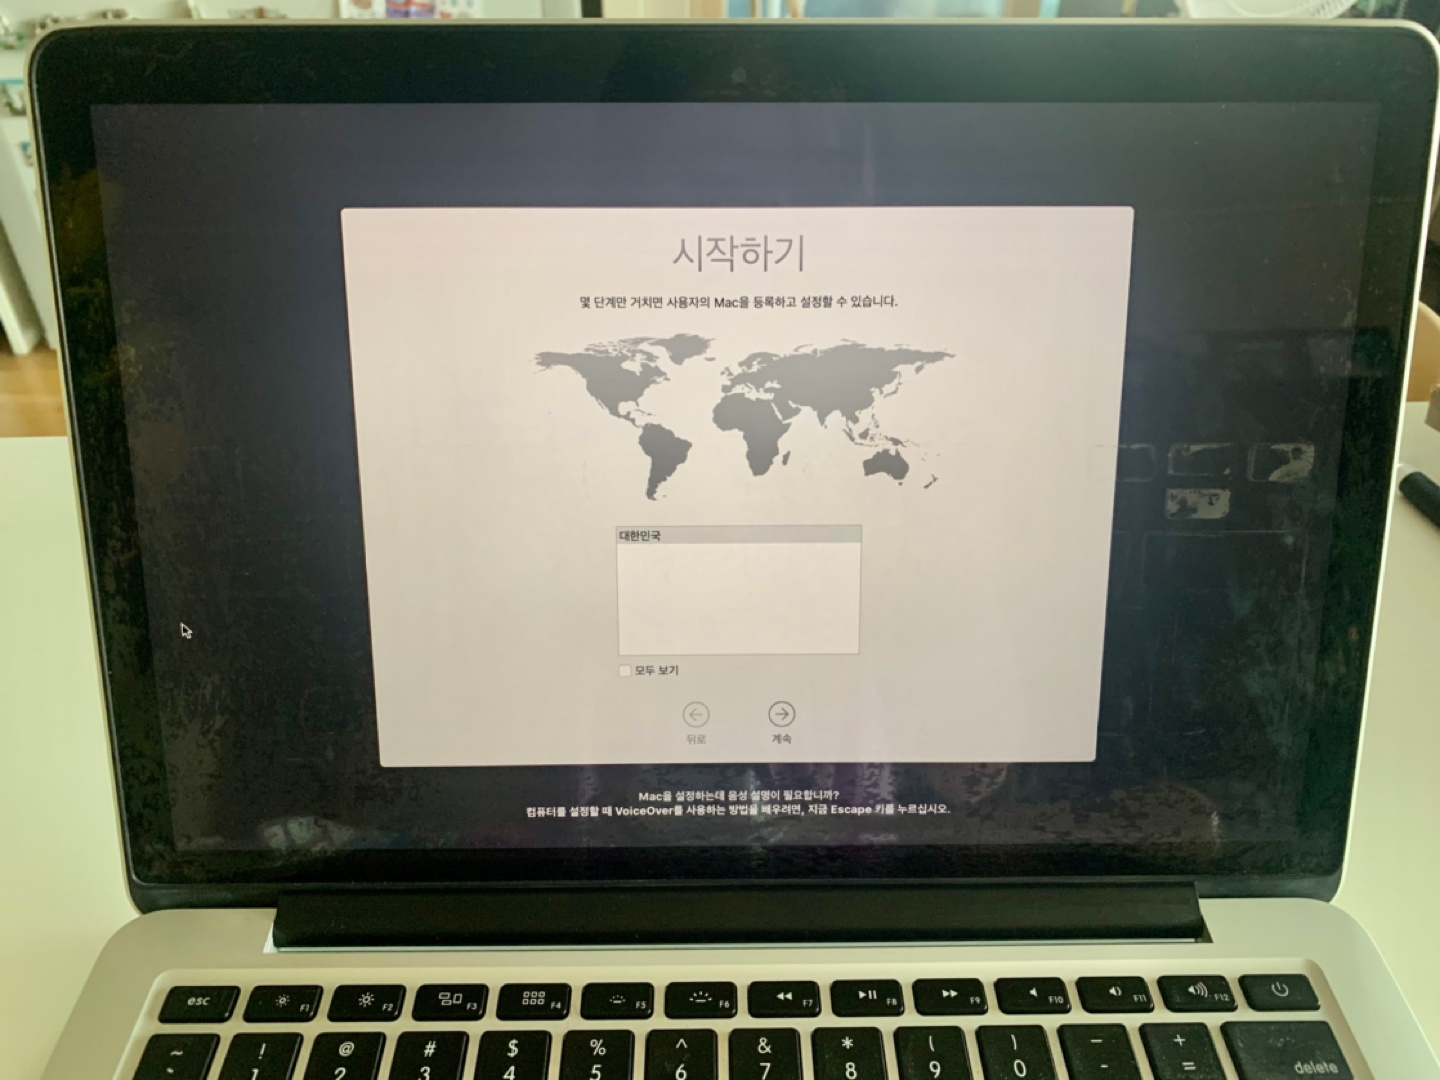 시작하기
몇 단계만 거치면 사용자의 Mac을 등록하고 설정할 수 있습니다.
대한민국
모두 보기
뒤로
계속
Mac을 설정하는데 음성 설명이 필요합니까?
컴퓨터를 설정할 때 VoiceOver를 사용하는 방법을 배우려면, 지금 Escape 키를 누르십시오.
esc F1 F2 F3 F4 F5 F6 F7 F8 F9 F10 F11 F12
~ ! @ # $ % ^ & * ( ) − +
` 1 2 3 4 5 6 7 8 9 0 - = delete